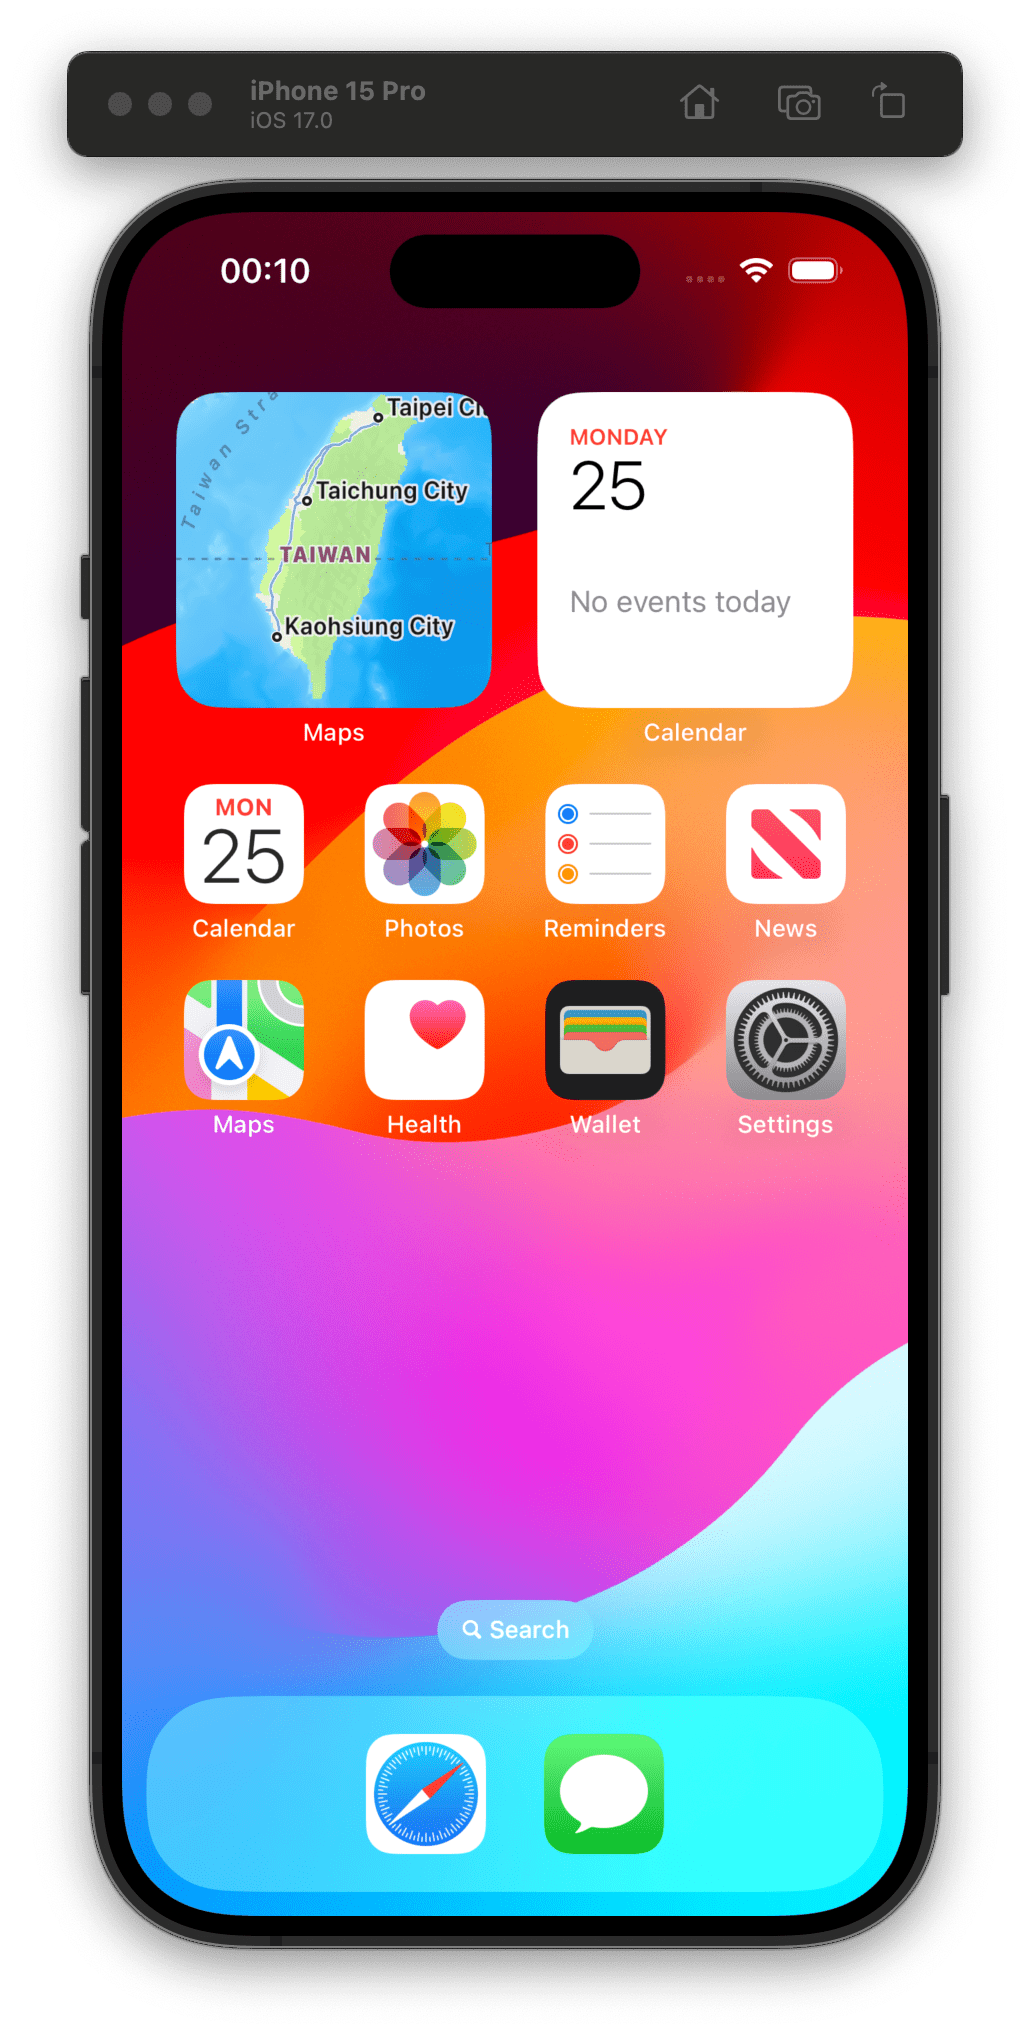 iPhone 15 Pro
iOS 17.0
00:10
Taiwan Stra
Taipei Ci
Taichung City
TAIWAN
Kaohsiung City
Maps
MONDAY
25
No events today
Calendar
MON
25
Calendar
Photos
Reminders
News
Maps
Health
Wallet
Settings
Search